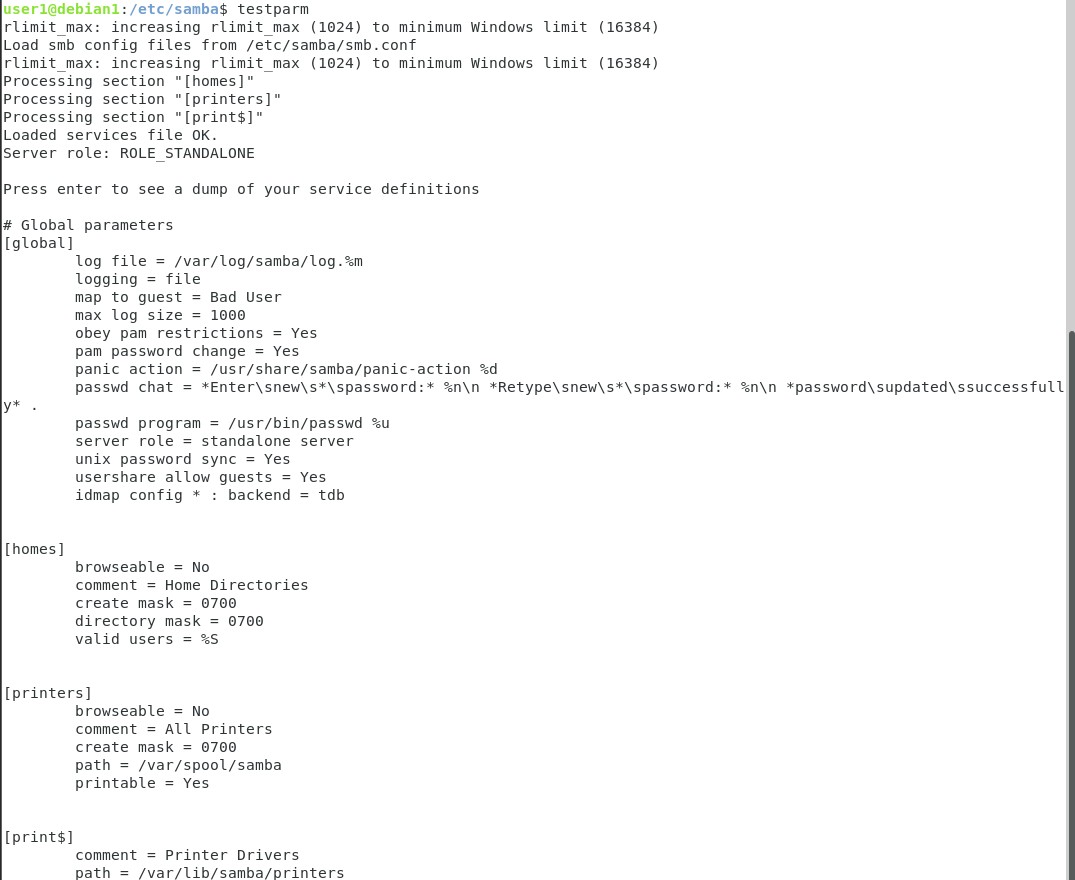 user1@debian1:/etc/samba$ testparm
rlimit_max: increasing rlimit_max (1024) to minimum Windows limit (16384)
Load smb config files from /etc/samba/smb.conf
rlimit_max: increasing rlimit_max (1024) to minimum Windows limit (16384)
Processing section "[homes]"
Processing section "[printers]"
Processing section "[print$]"
Loaded services file OK.
Server role: ROLE_STANDALONE

Press enter to see a dump of your service definitions

# Global parameters
[global]
        log file = /var/log/samba/log.%m
        logging = file
        map to guest = Bad User
        max log size = 1000
        obey pam restrictions = Yes
        pam password change = Yes
        panic action = /usr/share/samba/panic-action %d
        passwd chat = *Enter\snew\s*\spassword:* %n\n *Retype\snew\s*\spassword:* %n\n *password\supdated\ssuccessfull
y* .
        passwd program = /usr/bin/passwd %u
        server role = standalone server
        unix password sync = Yes
        usershare allow guests = Yes
        idmap config * : backend = tdb


[homes]
        browseable = No
        comment = Home Directories
        create mask = 0700
        directory mask = 0700
        valid users = %S


[printers]
        browseable = No
        comment = All Printers
        create mask = 0700
        path = /var/spool/samba
        printable = Yes


[print$]
        comment = Printer Drivers
        path = /var/lib/samba/printers